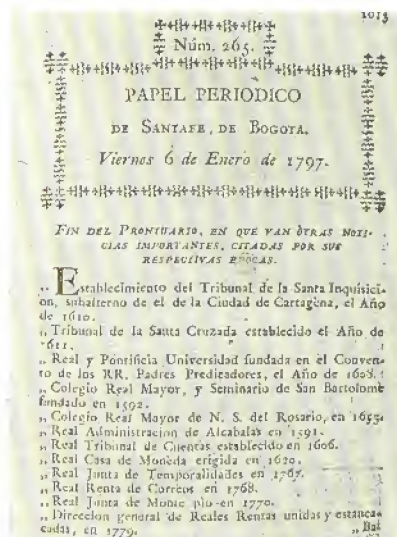 1013
Núm. 265.
PAPEL PERIODICO
DE SANTAFE, DE BOGOTA.
Viernes 6 de Enero de 1797.
FIN DEL PRONTUARIO, EN QUE VAN OTRAS NOTI-
CIAS IMPORTANTES, CITADAS POR SUS
RESPECTIVAS EPOCAS.
,, Establecimiento del Tribunal de la Santa Inquisici-
on, subalterno de el de la Ciudad de Cartagena, el Año
de 1610.
,, Tribunal de la Santa Cruzada establecido el Año de
1611.
,, Real y Pontificia Universidad fundada en el Conven-
to de los RR. Padres Predicadores, el Año de 1608.
,, Colegio Real Mayor, y Seminario de San Bartolomé
fundado en 1592.
,, Colegio Real Mayor de N. S. del Rosario, en 1653.
,, Real Administracion de Alcabalas en 1591.
,, Real Tribunal de Cuentas establecido en 1606.
,, Real Casa de Moneda erigida en 1620.
,, Real Junta de Temporalidades en 1767.
,, Real Renta de Correos en 1768.
,, Real Junta de Monte pio en 1770.
,, Direccion general de Reales Rentas unidas y estanca-
cadas, en 1779.
,, Bai